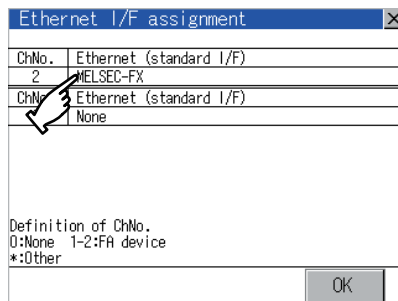 Ethernet I/F assignment ×
ChNo. Ethernet (standard I/F)
2 MELSEC-FX
ChNo. Ethernet (standard I/F)
None
Definition of ChNo.
0:None 1-2:FA device
*:Other
OK